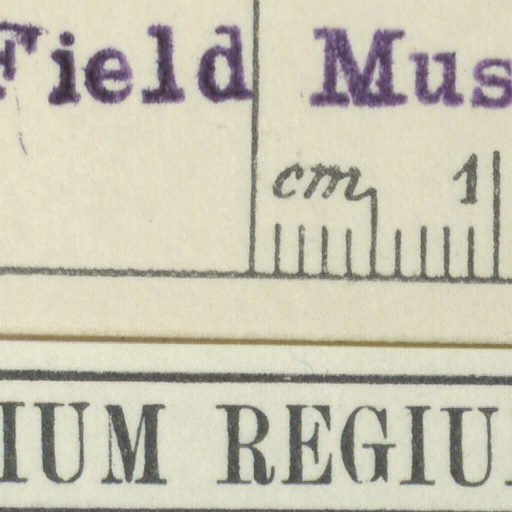 Field Mus
cm 1
IUM REGIU